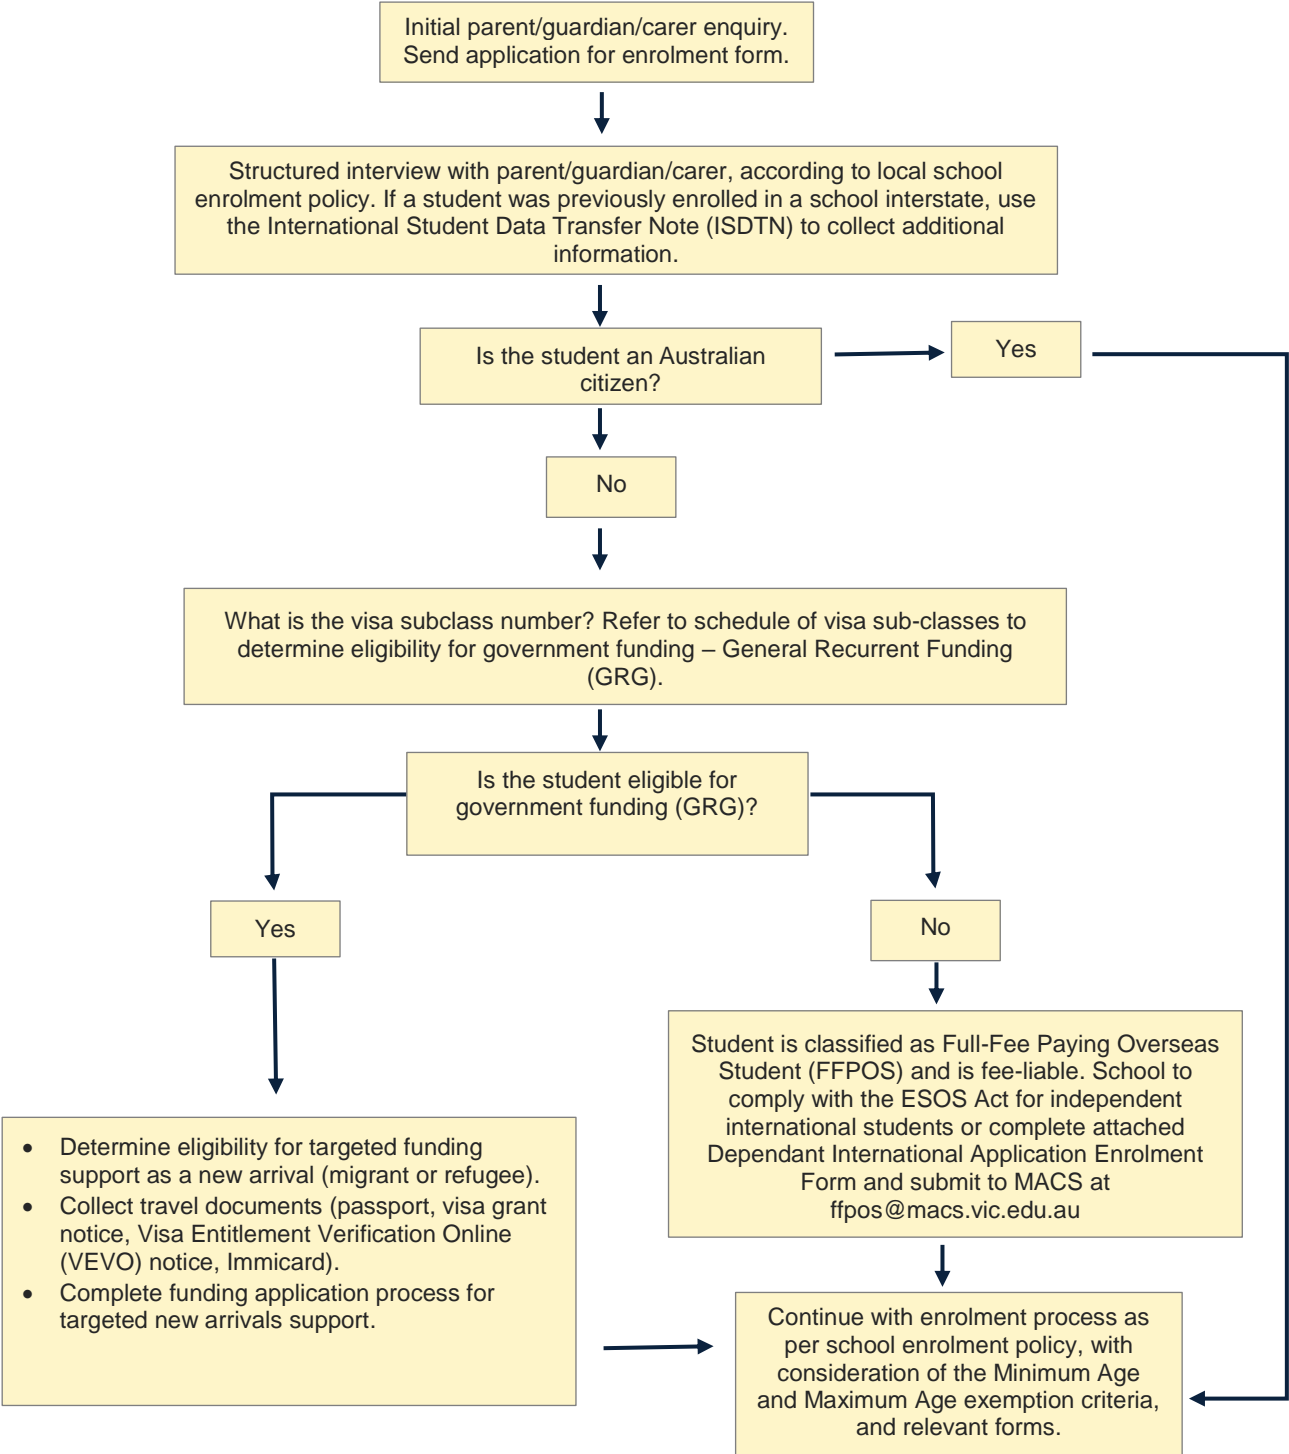 Initial parent/guardian/carer enquiry.
Send application for enrolment form.
Structured interview with parent/guardian/carer, according to local school
enrolment policy. If a student was previously enrolled in a school interstate, use
the International Student Data Transfer Note (ISDTN) to collect additional
information.
Is the student an Australian
citizen?
Yes
No
What is the visa subclass number? Refer to schedule of visa sub-classes to
determine eligibility for government funding – General Recurrent Funding
(GRG).
Is the student eligible for
government funding (GRG)?
Yes
No
Student is classified as Full-Fee Paying Overseas
Student (FFPOS) and is fee-liable. School to
comply with the ESOS Act for independent
international students or complete attached
Dependant International Application Enrolment
Form and submit to MACS at
ffpos@macs.vic.edu.au
• Determine eligibility for targeted funding
support as a new arrival (migrant or refugee).
• Collect travel documents (passport, visa grant
notice, Visa Entitlement Verification Online
(VEVO) notice, Immicard).
• Complete funding application process for
targeted new arrivals support.
Continue with enrolment process as
per school enrolment policy, with
consideration of the Minimum Age
and Maximum Age exemption criteria,
and relevant forms.